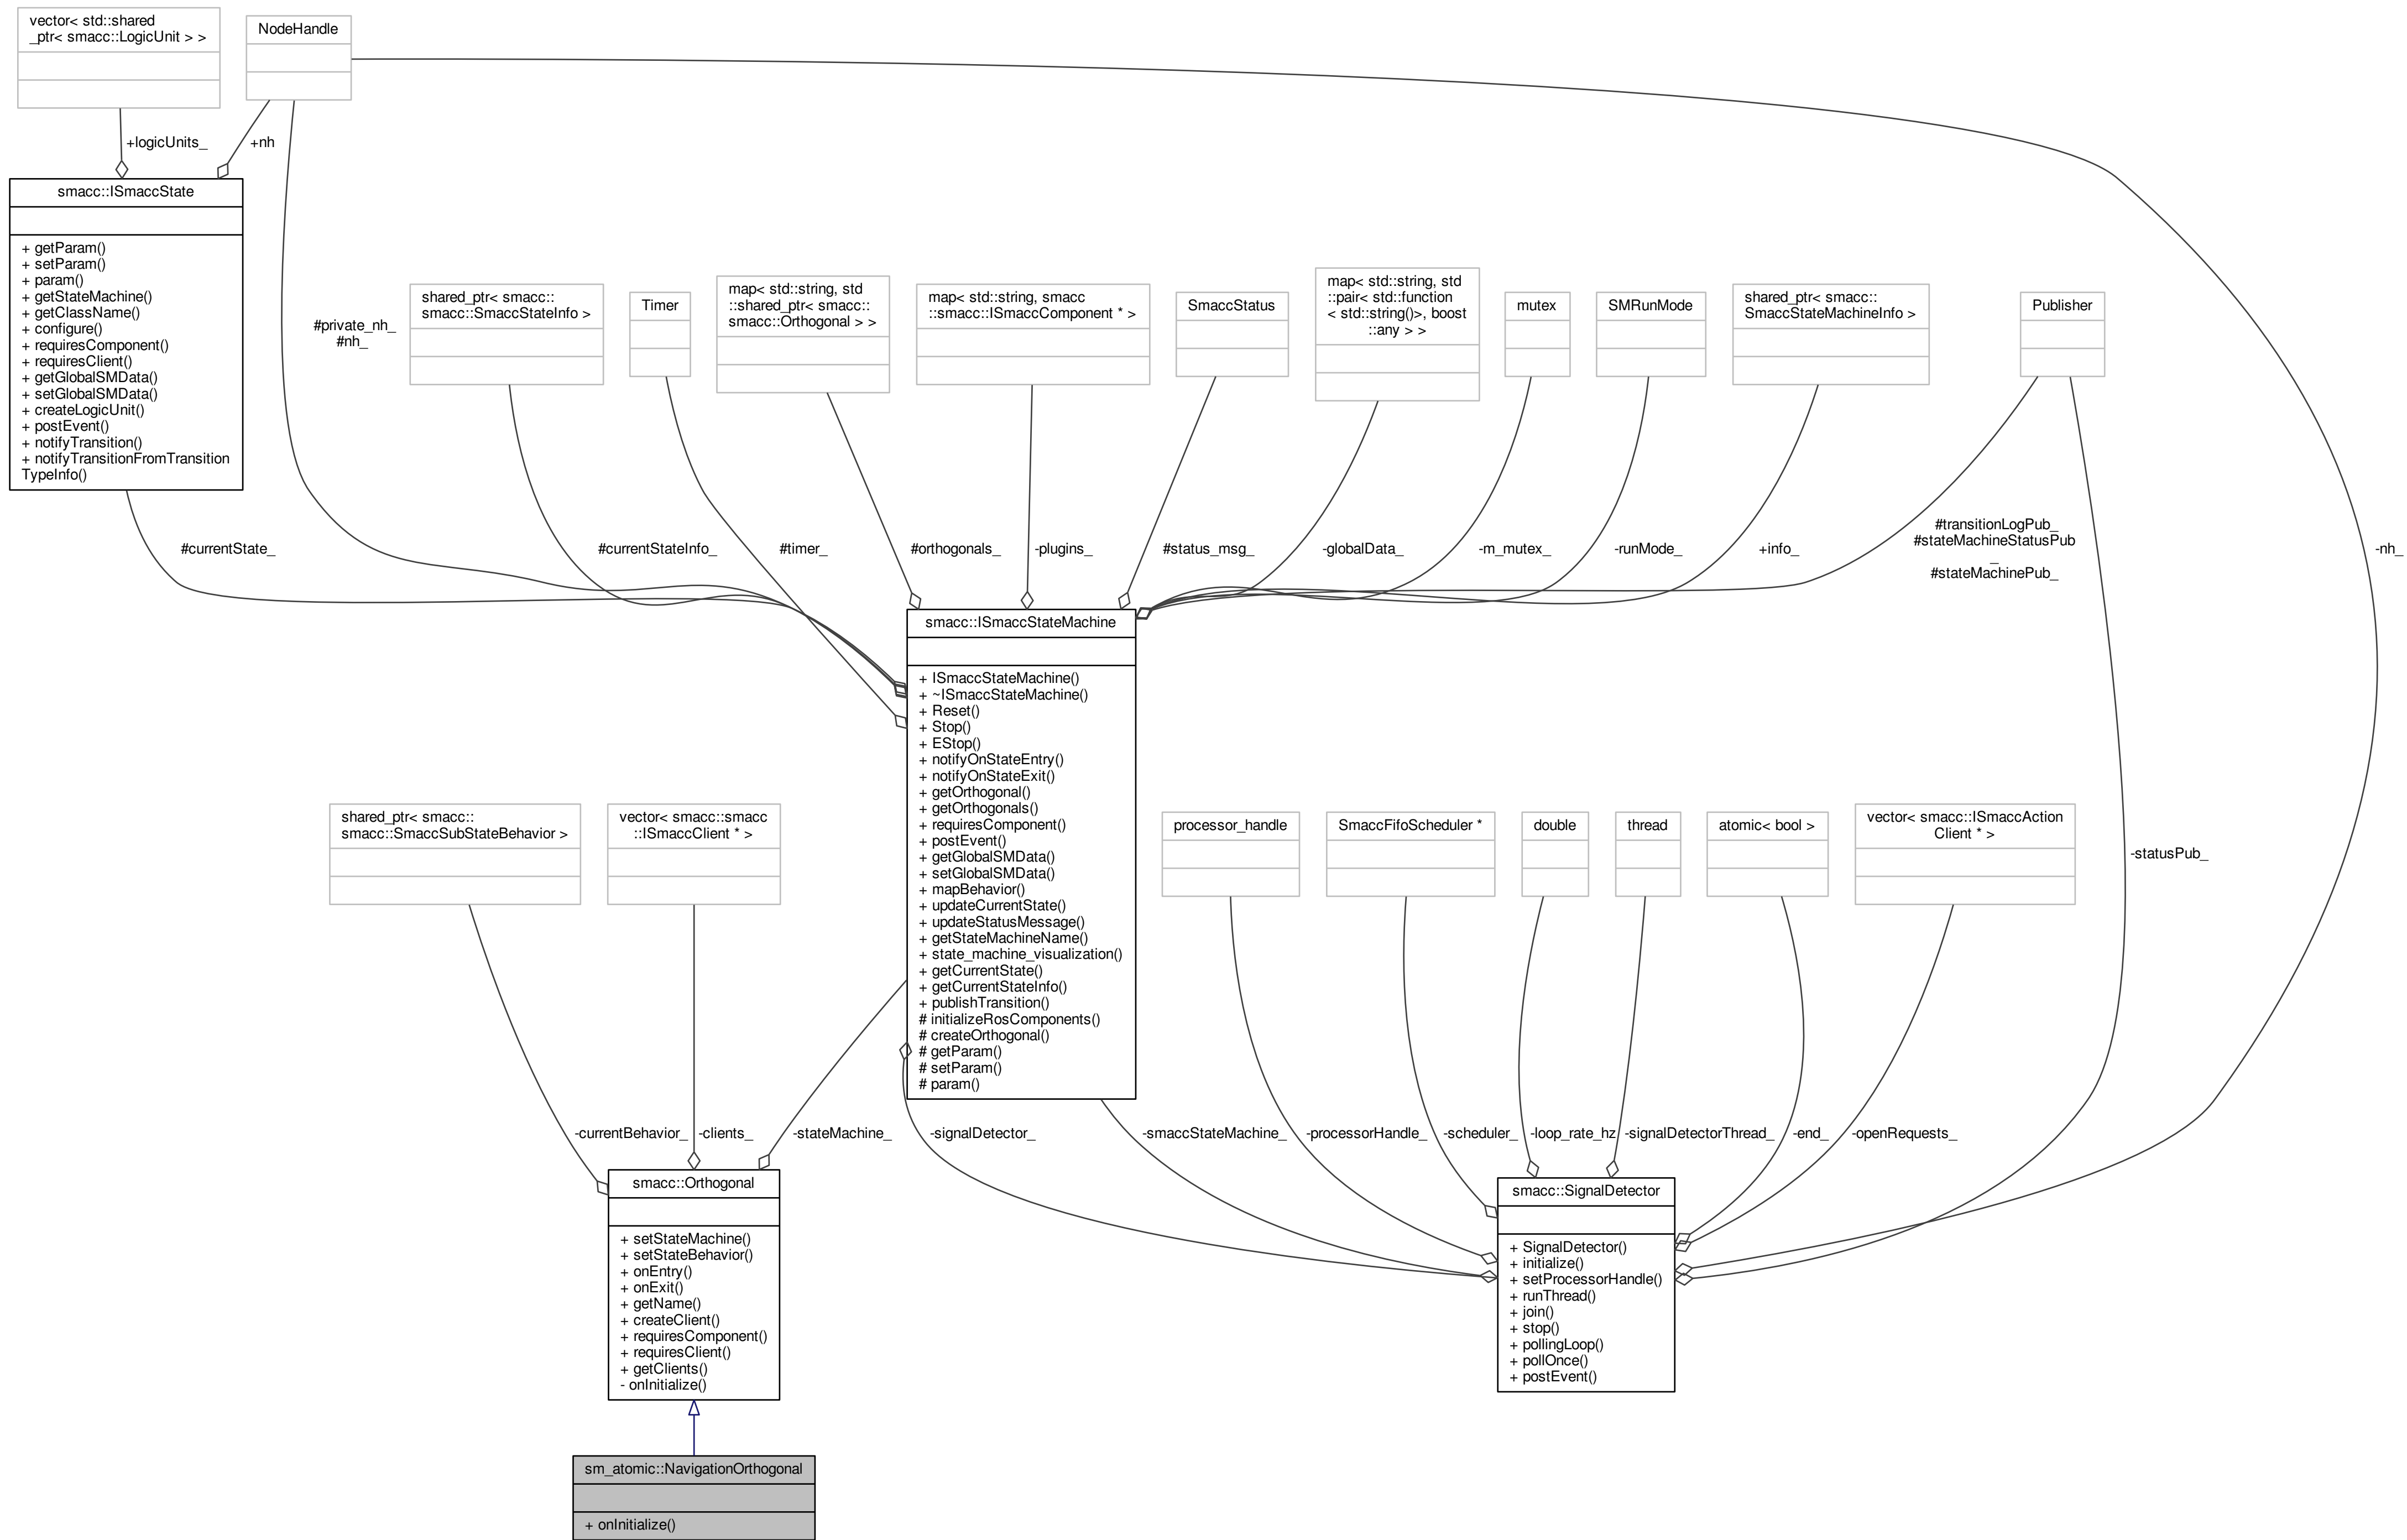 vector< std::shared
_ptr< smacc::LogicUnit > >
NodeHandle
+logicUnits_
+nh
smacc::ISmaccState
+ getParam()
+ setParam()
+ param()
+ getStateMachine()
+ getClassName()
+ configure()
+ requiresComponent()
+ requiresClient()
+ getGlobalSMData()
+ setGlobalSMData()
+ createLogicUnit()
+ postEvent()
+ notifyTransition()
+ notifyTransitionFromTransition
TypeInfo()
#private_nh_
#nh_
shared_ptr< smacc::
smacc::SmaccStateInfo >
Timer
map< std::string, std
::shared_ptr< smacc::
smacc::Orthogonal > >
map< std::string, smacc
::smacc::ISmaccComponent * >
SmaccStatus
map< std::string, std
::pair< std::function
< std::string()>, boost
::any > >
mutex
SMRunMode
shared_ptr< smacc::
SmaccStateMachineInfo >
Publisher
#currentState_
#currentStateInfo_
#timer_
#orthogonals_
-plugins_
#status_msg_
-globalData_
-m_mutex_
-runMode_
+info_
#transitionLogPub_
#stateMachineStatusPub
_
#stateMachinePub_
-nh_
smacc::ISmaccStateMachine
+ ISmaccStateMachine()
+ ~ISmaccStateMachine()
+ Reset()
+ Stop()
+ EStop()
+ notifyOnStateEntry()
+ notifyOnStateExit()
+ getOrthogonal()
+ getOrthogonals()
+ requiresComponent()
+ postEvent()
+ getGlobalSMData()
+ setGlobalSMData()
+ mapBehavior()
+ updateCurrentState()
+ updateStatusMessage()
+ getStateMachineName()
+ state_machine_visualization()
+ getCurrentState()
+ getCurrentStateInfo()
+ publishTransition()
# initializeRosComponents()
# createOrthogonal()
# getParam()
# setParam()
# param()
shared_ptr< smacc::
smacc::SmaccSubStateBehavior >
vector< smacc::smacc
::ISmaccClient * >
processor_handle
SmaccFifoScheduler *
double
thread
atomic< bool >
vector< smacc::ISmaccAction
Client * >
-statusPub_
-currentBehavior_
-clients_
-stateMachine_
-signalDetector_
-smaccStateMachine_
-processorHandle_
-scheduler_
-loop_rate_hz
-signalDetectorThread_
-end_
-openRequests_
smacc::Orthogonal
+ setStateMachine()
+ setStateBehavior()
+ onEntry()
+ onExit()
+ getName()
+ createClient()
+ requiresComponent()
+ requiresClient()
+ getClients()
- onInitialize()
smacc::SignalDetector
+ SignalDetector()
+ initialize()
+ setProcessorHandle()
+ runThread()
+ join()
+ stop()
+ pollingLoop()
+ pollOnce()
+ postEvent()
sm_atomic::NavigationOrthogonal
+ onInitialize()